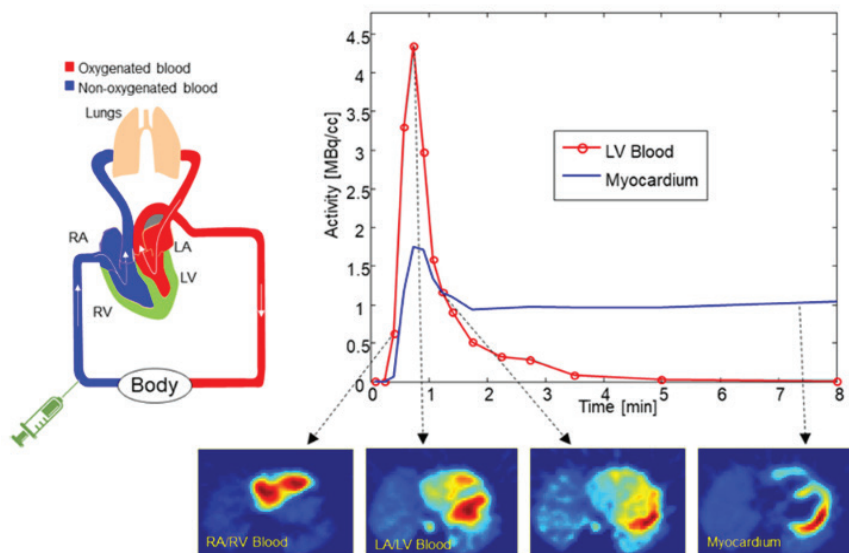 Oxygenated blood
Non-oxygenated blood
Lungs
RA
LA
LV
RV
Body
Activity [MBq/cc]
4.5
4
3.5
3
2.5
2
1.5
1
0.5
0
LV Blood
Myocardium
0 1 2 3 4 5 6 7 8
Time [min]
RA/RV Blood
LA/LV Blood
Myocardium